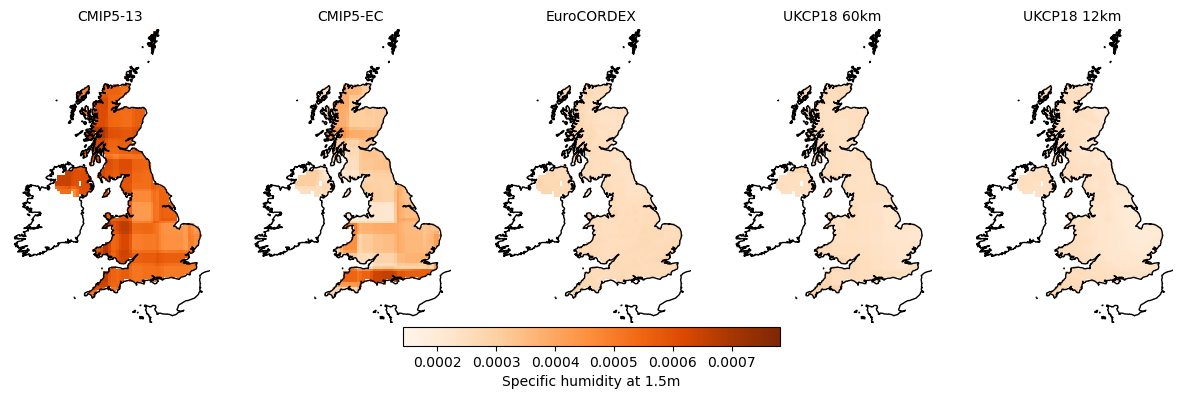 CMIP5-13 CMIP5-EC EuroCORDEX UKCP18 60km UKCP18 12km
0.0002 0.0003 0.0004 0.0005 0.0006 0.0007
Specific humidity at 1.5m